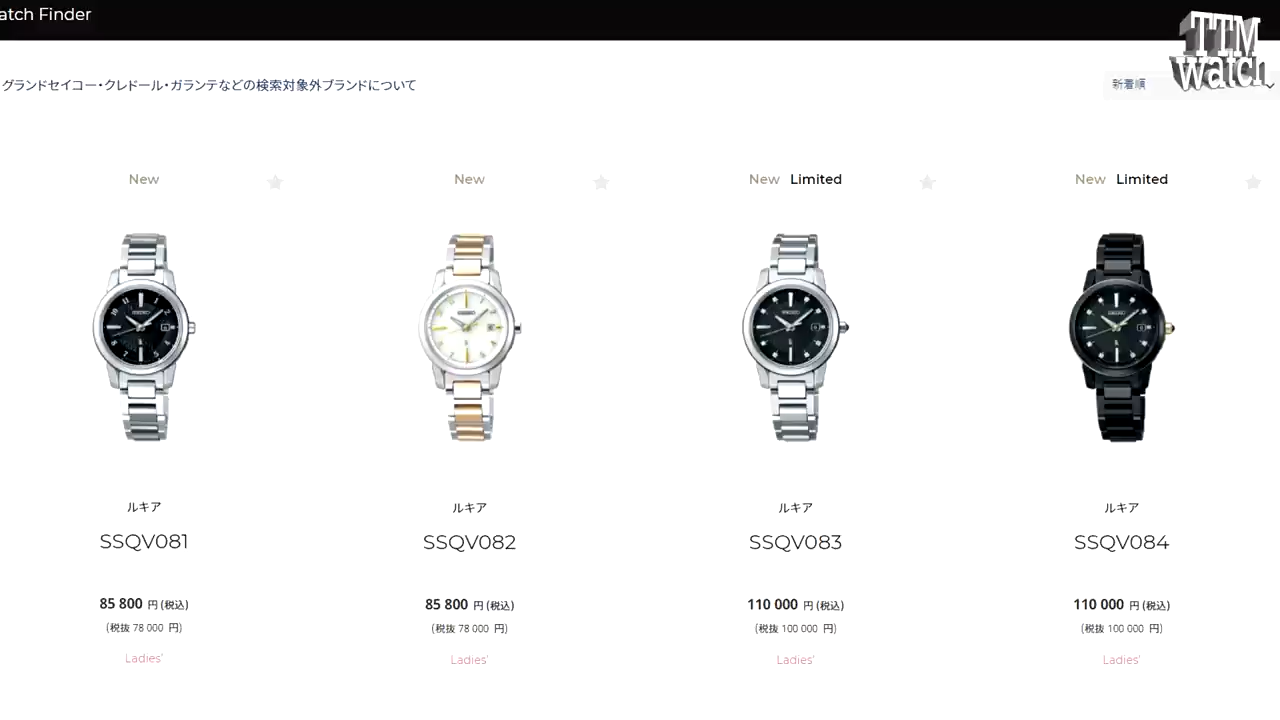 atch Finder
TTM
watch
グランドセイコー・クレドール・ガランテなどの検索対象外ブランドについて
新着順
New
New
New Limited
New Limited
SEIKO
SEIKO
SEIKO
SEIKO
ルキア
ルキア
ルキア
ルキア
SSQV081
SSQV082
SSQV083
SSQV084
85 800 円 (税込)
85 800 円 (税込)
110 000 円 (税込)
110 000 円 (税込)
(税抜 78 000 円)
(税抜 78 000 円)
(税抜 100 000 円)
(税抜 100 000 円)
Ladies'
Ladies'
Ladies'
Ladies'